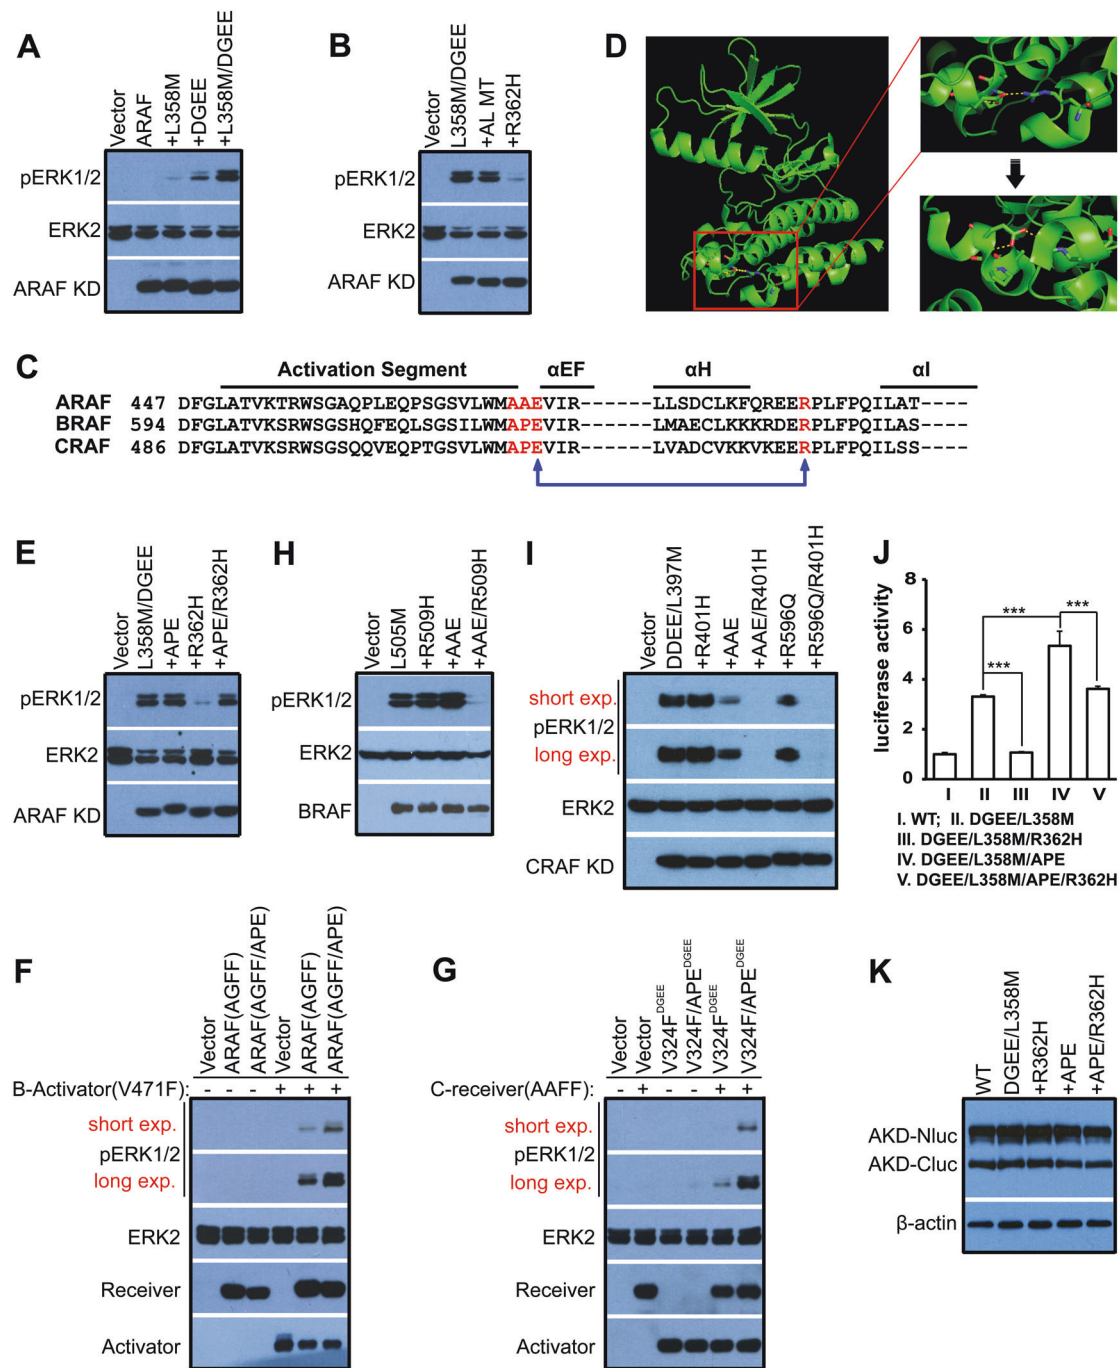 A
Vector
ARAF
+L358M
+DGEE
+L358M/DGEE
pERK1/2
ERK2
ARAF KD
B
Vector
L358M/DGEE
+AL MT
+R362H
pERK1/2
ERK2
ARAF KD
D
C
Activation Segment αEF αH αI
ARAF 447 DFGLATVKTRWSGAQPLEQPSGSVLWMAAEVIR------LLSDCLKFQREERPLFPQILAT----
BRAF 594 DFGLATVKSRWSGSHQFEQLSGSILWMAPEVIR------LMAECLKKKRDERPLFPQILAS----
CRAF 486 DFGLATVKSRWSGSQQVEQPTGSVLWMAPEVIR------LVADCVKKVKEERPLFPQILSS----
E
Vector
L358M/DGEE
+APE
+R362H
+APE/R362H
pERK1/2
ERK2
ARAF KD
H
Vector
L505M
+R509H
+AAE
+AAE/R509H
pERK1/2
ERK2
BRAF
I
Vector
DDEE/L397M
+R401H
+AAE
+AAE/R401H
+R596Q
+R596Q/R401H
short exp.
pERK1/2
long exp.
ERK2
CRAF KD
J
luciferase activity
8
6
4
2
0
***
***
***
I II III IV V
I. WT; II. DGEE/L358M
III. DGEE/L358M/R362H
IV. DGEE/L358M/APE
V. DGEE/L358M/APE/R362H
F
Vector
ARAF(AGFF)
ARAF(AGFF/APE)
Vector
ARAF(AGFF)
ARAF(AGFF/APE)
B-Activator(V471F): - - - + + +
short exp.
pERK1/2
long exp.
ERK2
Receiver
Activator
G
Vector
Vector
V324F^DGEE
V324F/APE^DGEE
V324F^DGEE
V324F/APE^DGEE
C-receiver(AAFF): - + - - + +
short exp.
pERK1/2
long exp.
ERK2
Receiver
Activator
K
WT
DGEE/L358M
+R362H
+APE
+APE/R362H
AKD-Nluc
AKD-Cluc
β-actin